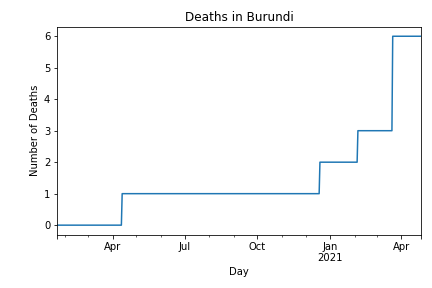 Deaths in Burundi
Number of Deaths
6
5
4
3
2
1
0
Apr
Jul
Oct
Jan
2021
Apr
Day